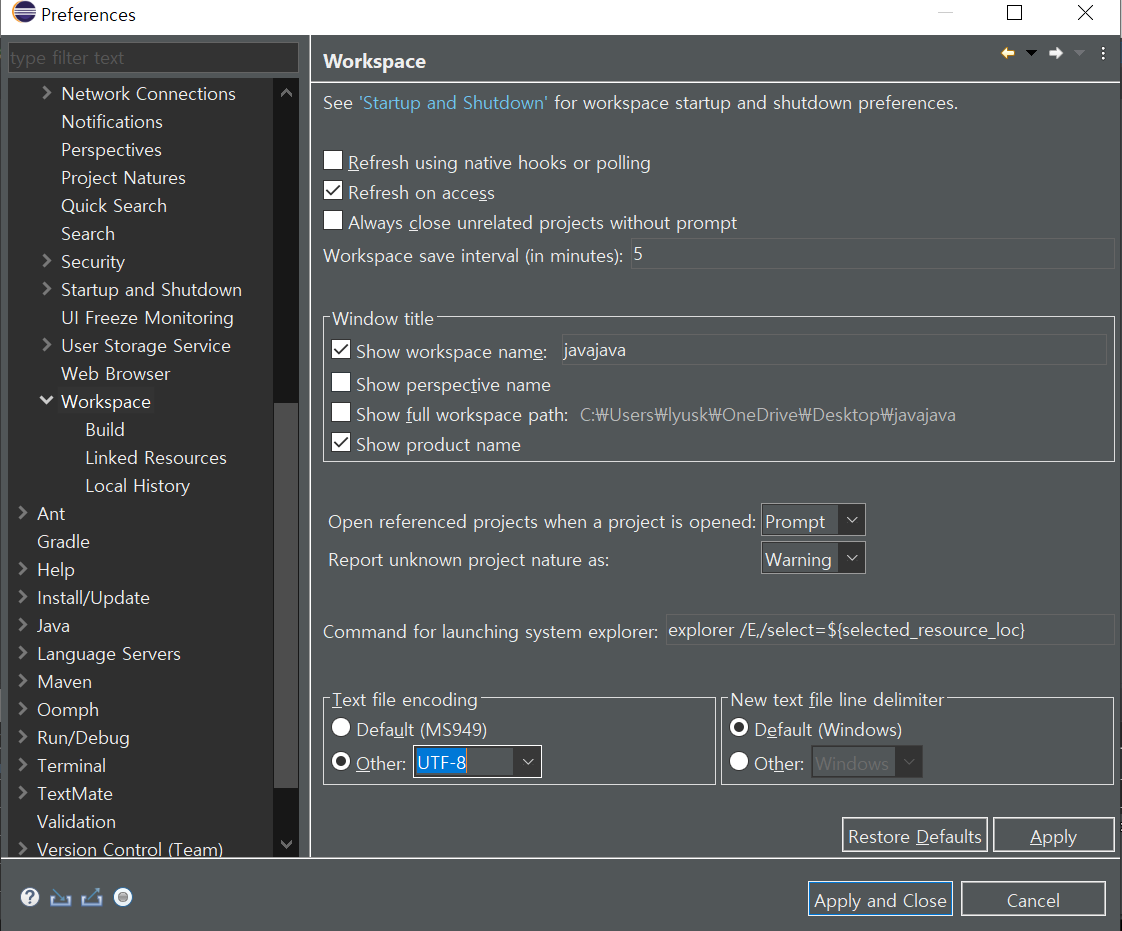 Preferences
type filter text
Network Connections
Notifications
Perspectives
Project Natures
Quick Search
Search
Security
Startup and Shutdown
UI Freeze Monitoring
User Storage Service
Web Browser
Workspace
Build
Linked Resources
Local History
Ant
Gradle
Help
Install/Update
Java
Language Servers
Maven
Oomph
Run/Debug
Terminal
TextMate
Validation
Version Control (Team)
Workspace
See 'Startup and Shutdown' for workspace startup and shutdown preferences.
Refresh using native hooks or polling
Refresh on access
Always close unrelated projects without prompt
Workspace save interval (in minutes): 5
Window title
Show workspace name: javajava
Show perspective name
Show full workspace path: C:₩Users₩lyusk₩OneDrive₩Desktop₩javajava
Show product name
Open referenced projects when a project is opened: Prompt
Report unknown project nature as: Warning
Command for launching system explorer: explorer /E,/select=${selected_resource_loc}
Text file encoding
Default (MS949)
Other: UTF-8
New text file line delimiter
Default (Windows)
Other: Windows
Restore Defaults
Apply
?
Apply and Close
Cancel